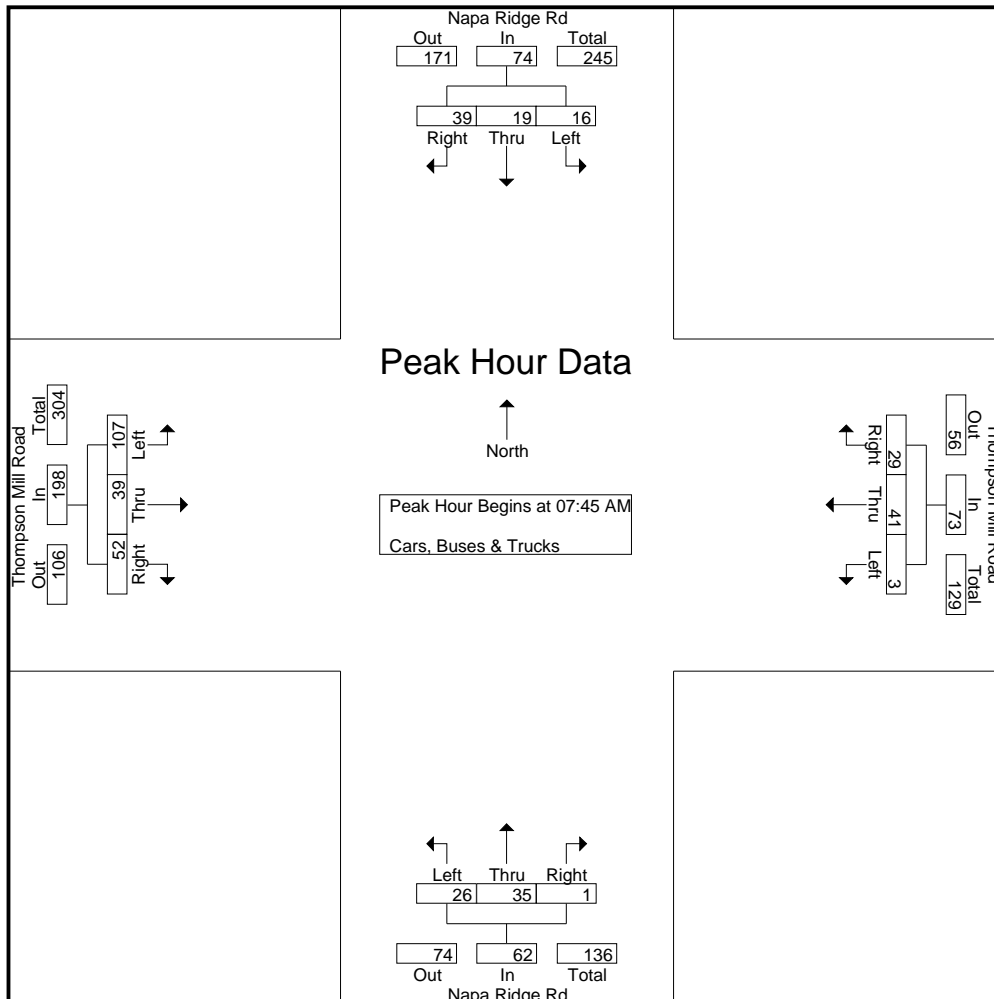 Napa Ridge Rd
Out In Total
171 74 245
39 19 16
Right Thru Left
Peak Hour Data
North
Peak Hour Begins at 07:45 AM
Cars, Buses & Trucks
Thompson Mill Road
Total In Out
304 198 106
107 39 52
Left Thru Right
Thompson Mill Road
Out In Total
56 73 129
29 41 3
Right Thru Left
Left Thru Right
26 35 1
74 62 136
Out In Total
Napa Ridge Rd